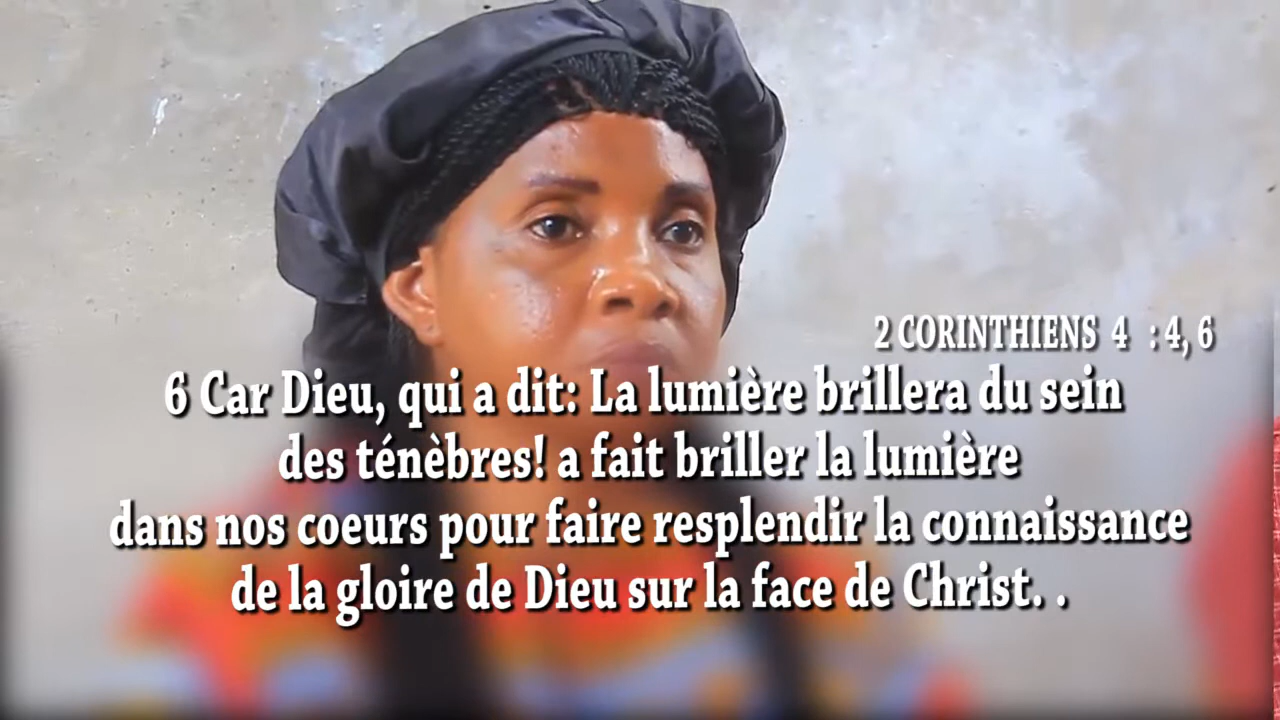 2 CORINTHIENS 4 : 4, 6
6 Car Dieu, qui a dit: La lumière brillera du sein
des ténèbres! a fait briller la lumière
dans nos coeurs pour faire resplendir la connaissance
de la gloire de Dieu sur la face de Christ. .